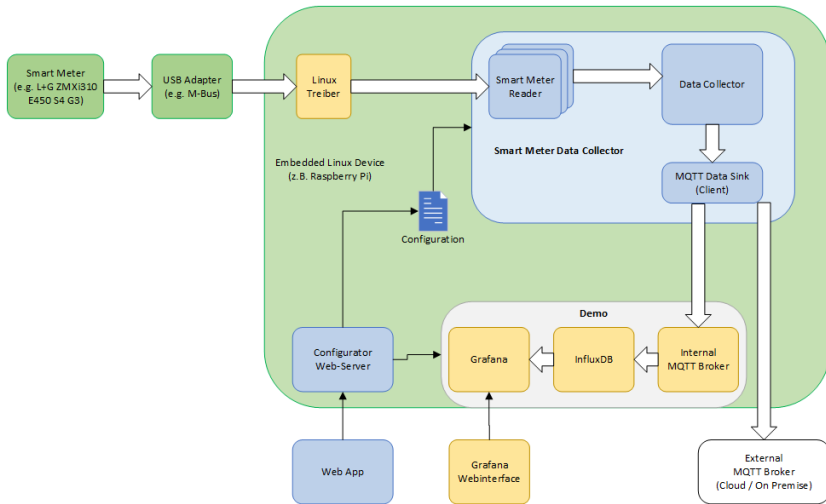 Smart Meter
(e.g. L+G ZMXi310
E450 S4 G3)
USB Adapter
(e.g. M-Bus)
Linux
Treiber
Smart Meter
Reader
Data Collector
Smart Meter Data Collector
MQTT Data Sink
(Client)
Embedded Linux Device
(z.B. Raspberry Pi)
Configuration
Demo
Configurator
Web-Server
Grafana
InfluxDB
Internal
MQTT Broker
Web App
Grafana
Webinterface
External
MQTT Broker
(Cloud / On Premise)